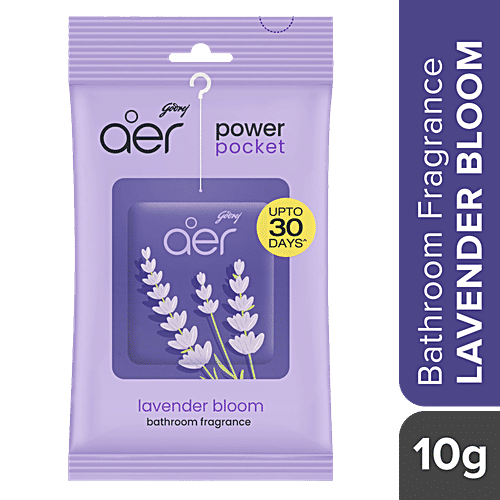 Godrej
aer
power
pocket
UPTO
30
DAYS^
Godrej
aer
lavender bloom
bathroom fragrance
Bathroom Fragrance
LAVENDER BLOOM
10g